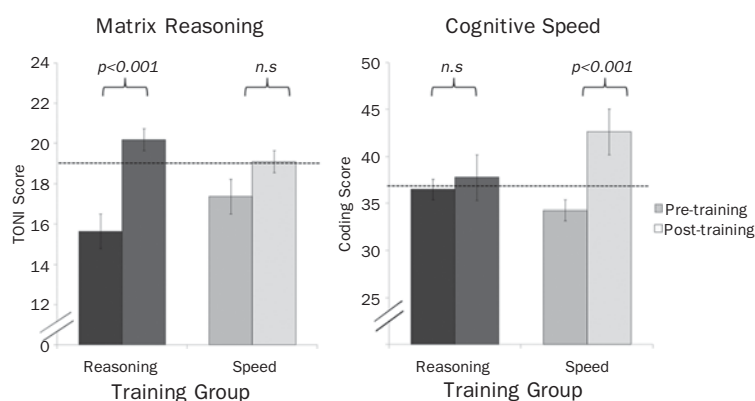 Matrix Reasoning
24
22
20
18
16
14
12
0
TONI Score
p<0.001
n.s
Reasoning
Speed
Training Group
Cognitive Speed
50
45
40
35
30
25
Coding Score
n.s
p<0.001
Reasoning
Speed
Training Group
Pre-training
Post-training